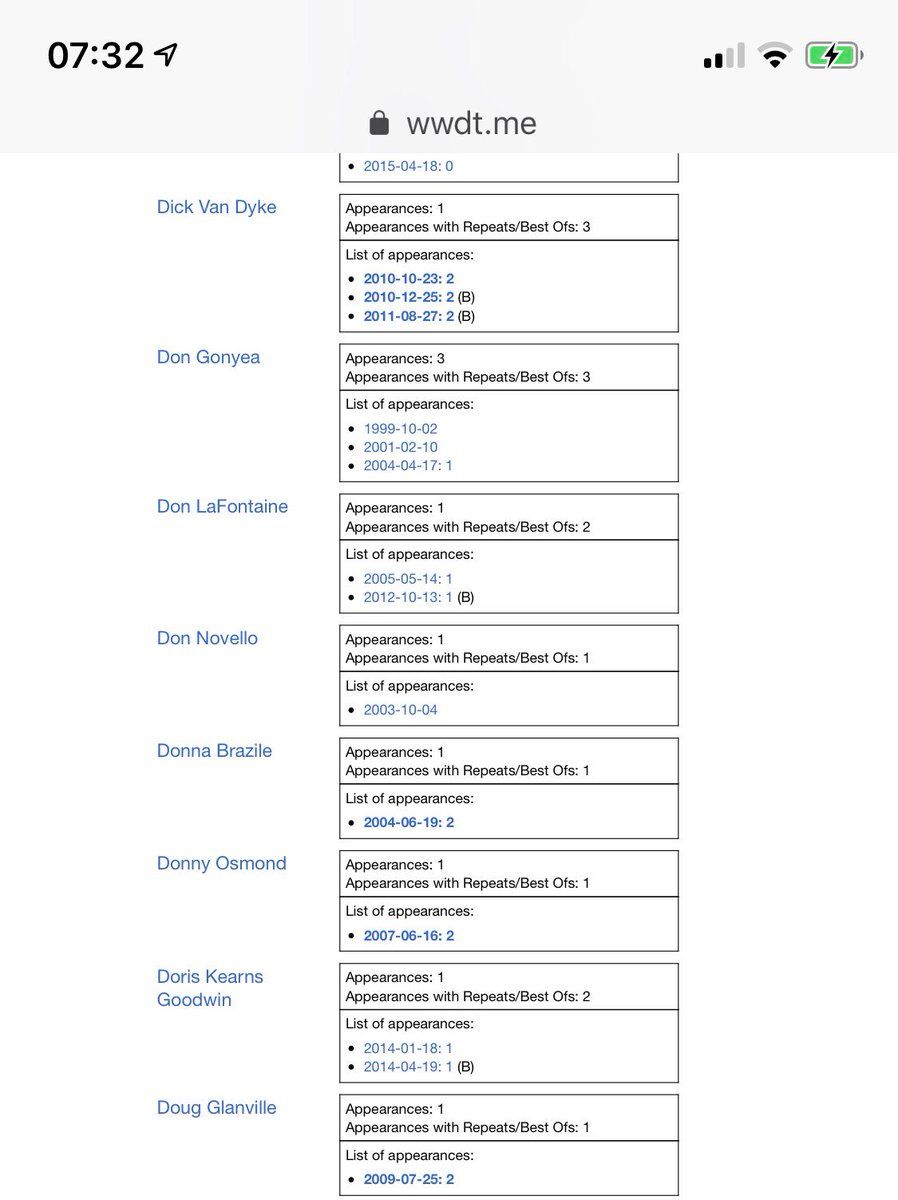 07:32
wwdt.me
• 2015-04-18: 0
Dick Van Dyke
Appearances: 1
Appearances with Repeats/Best Ofs: 3
List of appearances:
• 2010-10-23: 2
• 2010-12-25: 2 (B)
• 2011-08-27: 2 (B)
Don Gonyea
Appearances: 3
Appearances with Repeats/Best Ofs: 3
List of appearances:
• 1999-10-02
• 2001-02-10
• 2004-04-17: 1
Don LaFontaine
Appearances: 1
Appearances with Repeats/Best Ofs: 2
List of appearances:
• 2005-05-14: 1
• 2012-10-13: 1 (B)
Don Novello
Appearances: 1
Appearances with Repeats/Best Ofs: 1
List of appearances:
• 2003-10-04
Donna Brazile
Appearances: 1
Appearances with Repeats/Best Ofs: 1
List of appearances:
• 2004-06-19: 2
Donny Osmond
Appearances: 1
Appearances with Repeats/Best Ofs: 1
List of appearances:
• 2007-06-16: 2
Doris Kearns
Goodwin
Appearances: 1
Appearances with Repeats/Best Ofs: 2
List of appearances:
• 2014-01-18: 1
• 2014-04-19: 1 (B)
Doug Glanville
Appearances: 1
Appearances with Repeats/Best Ofs: 1
List of appearances:
• 2009-07-25: 2